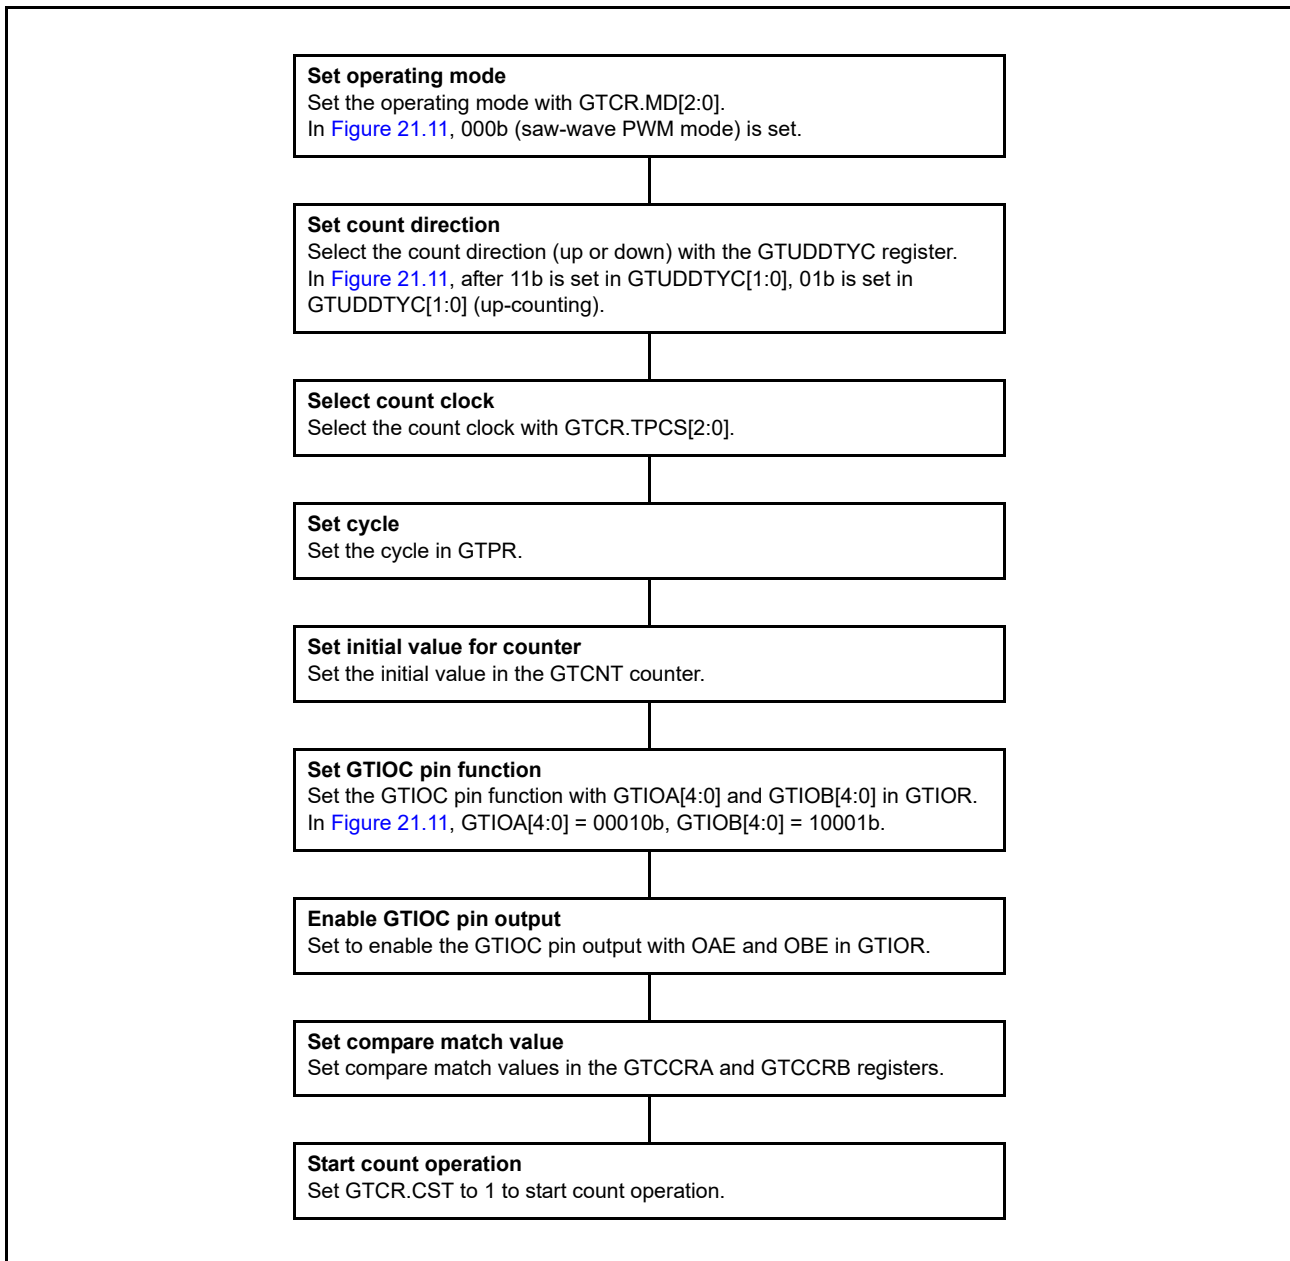 Set operating mode
Set the operating mode with GTCR.MD[2:0].
In Figure 21.11, 000b (saw-wave PWM mode) is set.
Set count direction
Select the count direction (up or down) with the GTUDDTYC register.
In Figure 21.11, after 11b is set in GTUDDTYC[1:0], 01b is set in
GTUDDTYC[1:0] (up-counting).
Select count clock
Select the count clock with GTCR.TPCS[2:0].
Set cycle
Set the cycle in GTPR.
Set initial value for counter
Set the initial value in the GTCNT counter.
Set GTIOC pin function
Set the GTIOC pin function with GTIOA[4:0] and GTIOB[4:0] in GTIOR.
In Figure 21.11, GTIOA[4:0] = 00010b, GTIOB[4:0] = 10001b.
Enable GTIOC pin output
Set to enable the GTIOC pin output with OAE and OBE in GTIOR.
Set compare match value
Set compare match values in the GTCCRA and GTCCRB registers.
Start count operation
Set GTCR.CST to 1 to start count operation.